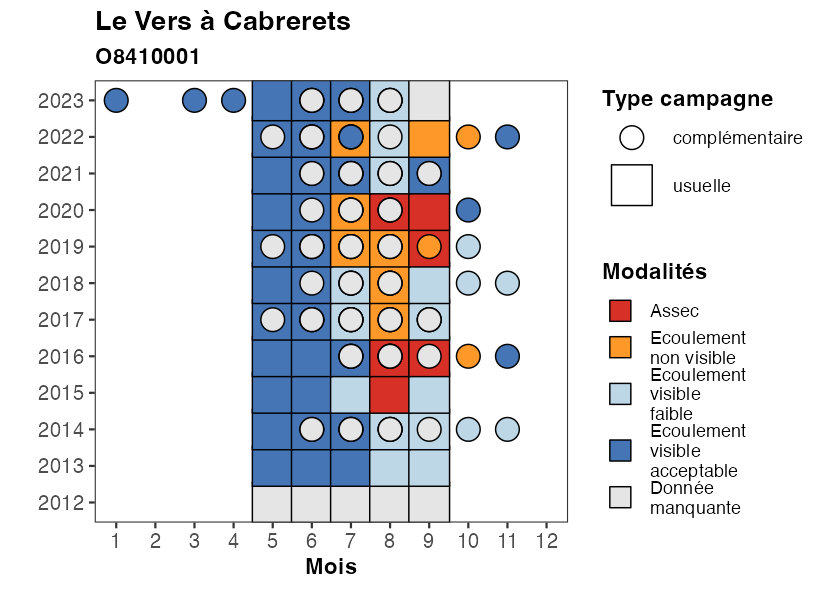 Le Vers à Cabrerets
O8410001
2023
2022
2021
2020
2019
2018
2017
2016
2015
2014
2013
2012
1 2 3 4 5 6 7 8 9 10 11 12
Mois
Type campagne
complémentaire
usuelle
Modalités
Assec
Ecoulement
non visible
Ecoulement
visible
faible
Ecoulement
visible
acceptable
Donnée
manquante